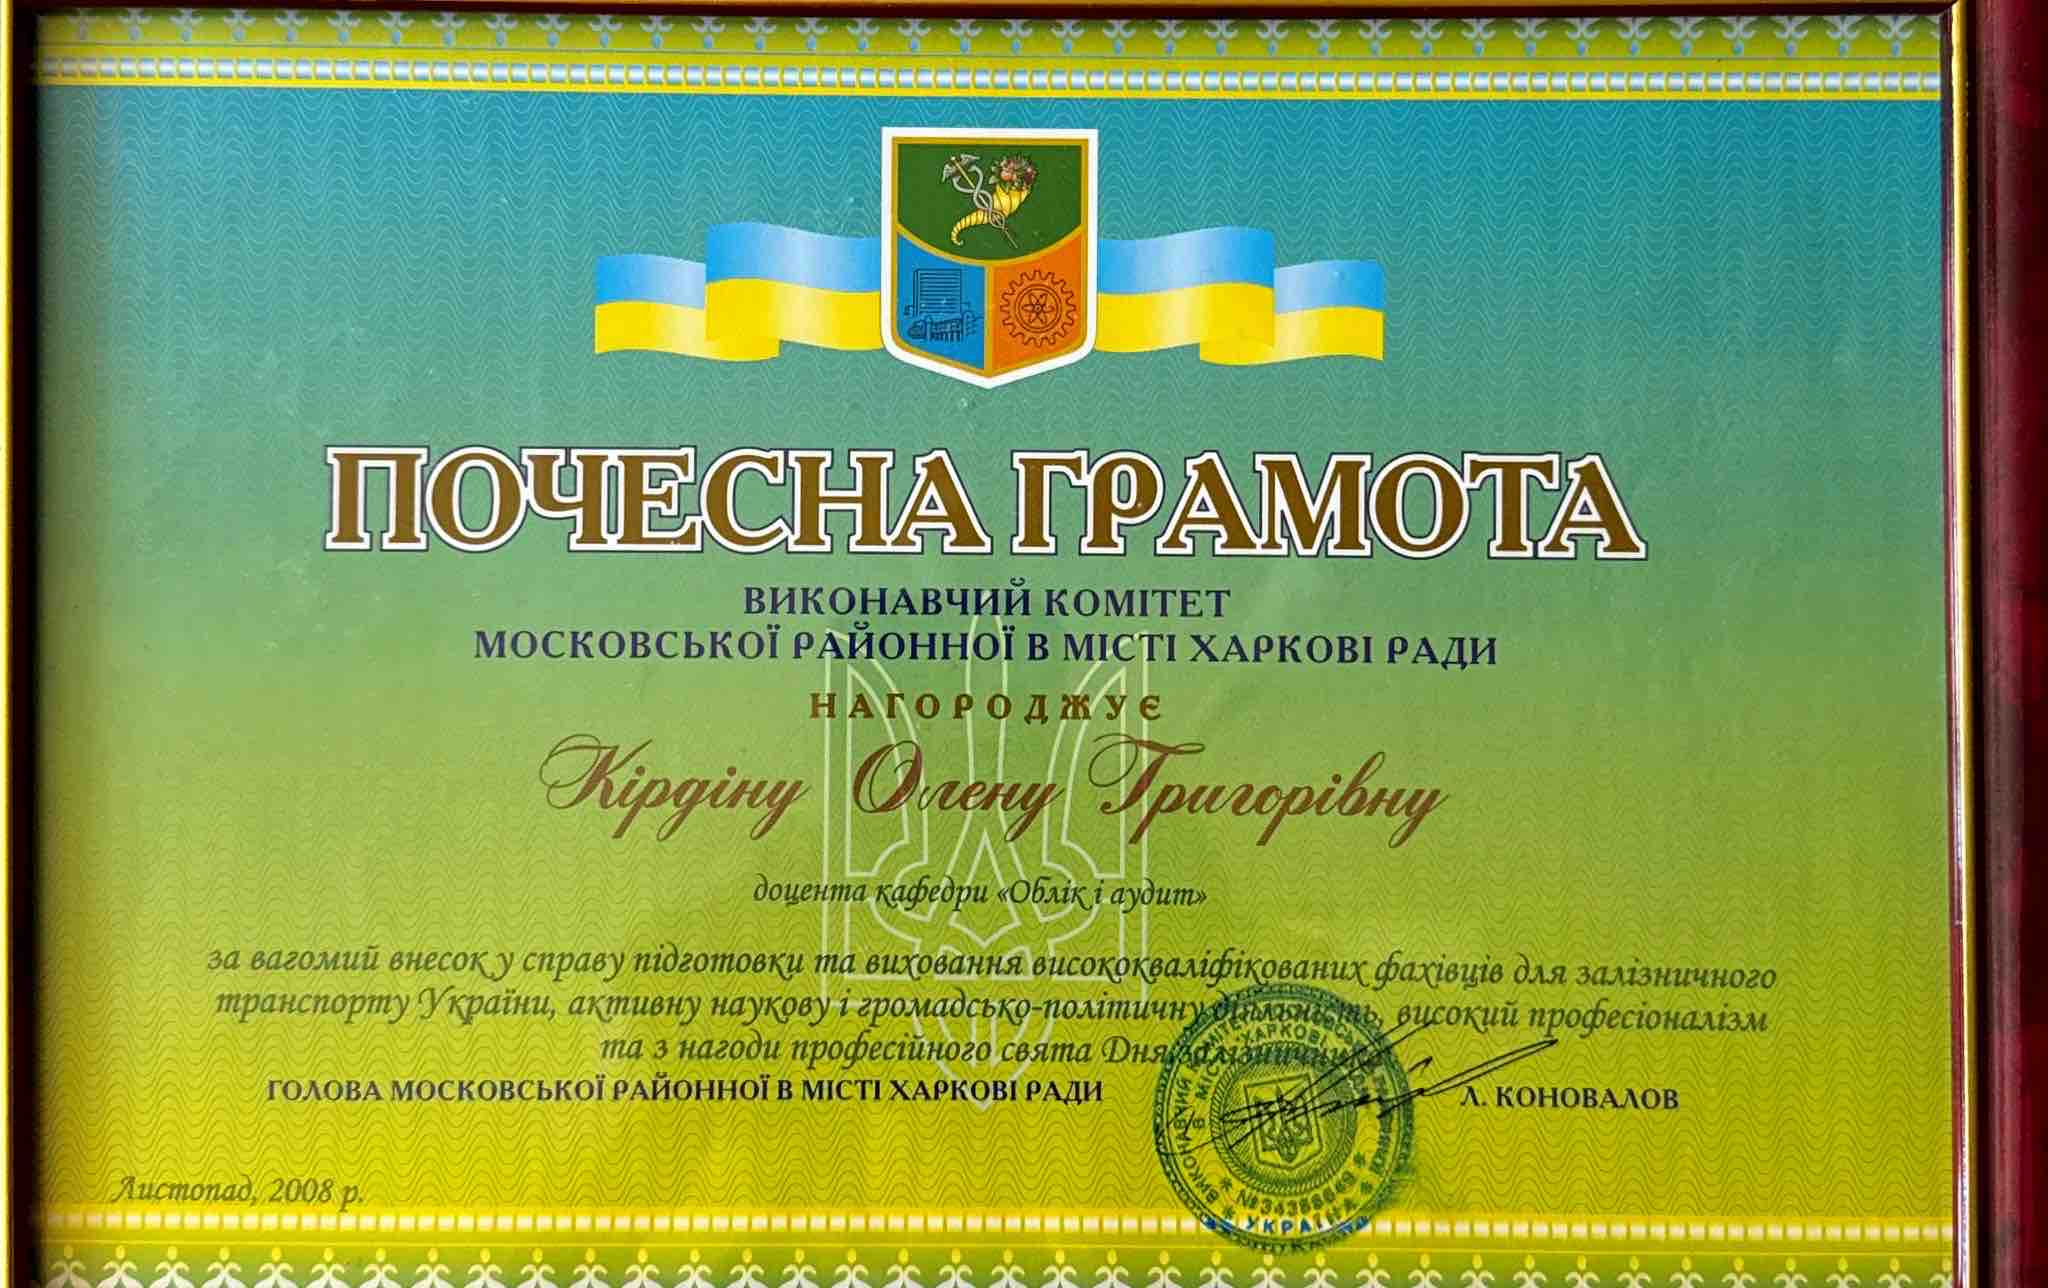 ПОЧЕСНА ГРАМОТА
ВИКОНАВЧИЙ КОМІТЕТ
МОСКОВСЬКОЇ РАЙОННОЇ В МІСТІ ХАРКОВІ РАДИ
НАГОРОДЖУЄ
Кірдіну Олену Григорівну
доцента кафедри «Облік і аудит»
за вагомий внесок у справу підготовки та виховання висококваліфікованих фахівців для залізничного
транспорту України, активну наукову і громадсько-політичну діяльність, високий професіоналізм
та з нагоди професійного свята Дня залізничника
ГОЛОВА МОСКОВСЬКОЇ РАЙОННОЇ В МІСТІ ХАРКОВІ РАДИ
Л. КОНОВАЛОВ
УКРАЇНА
Листопад, 2008 р.